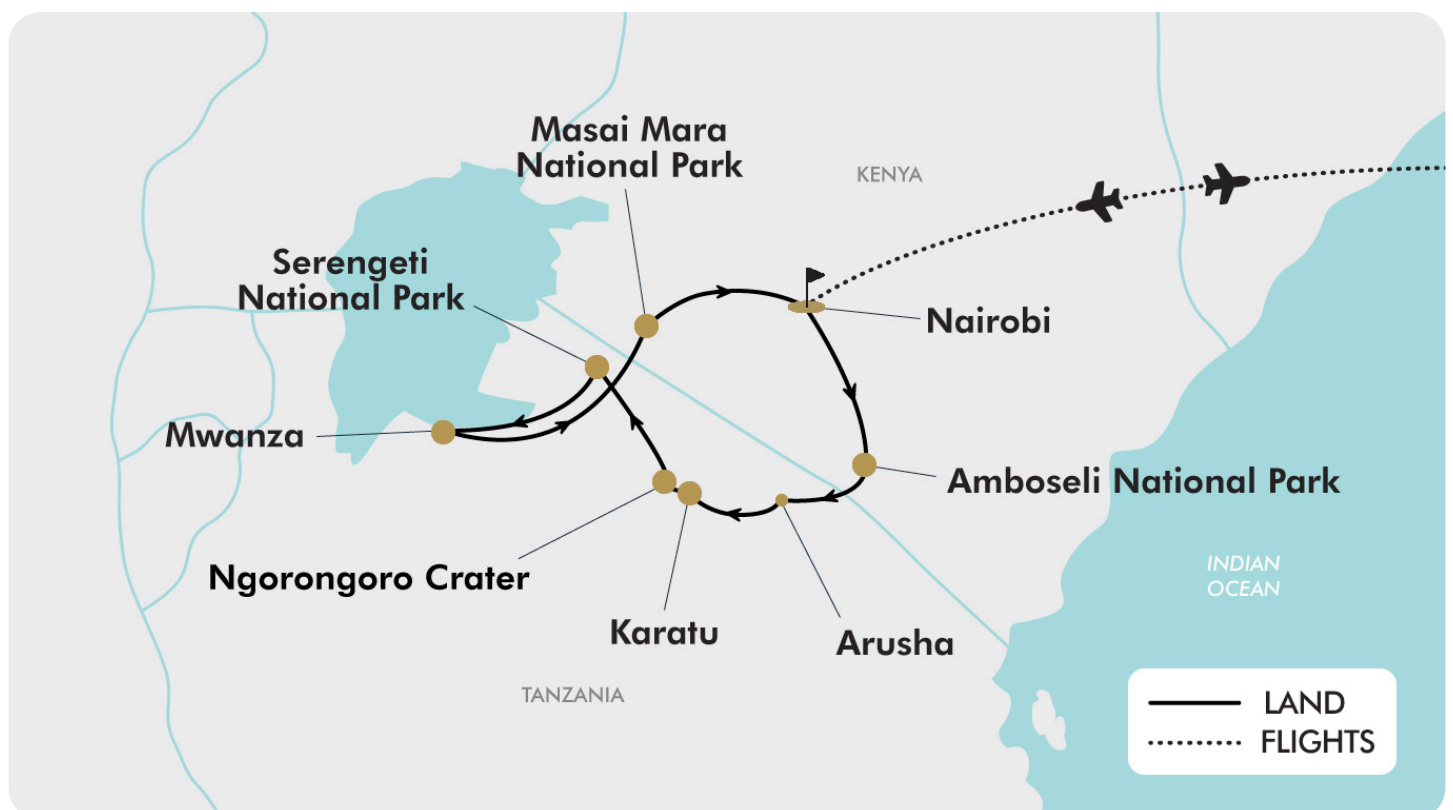 Masai Mara
National Park
KENYA
Serengeti
National Park
Nairobi
Mwanza
Amboseli National Park
Ngorongoro Crater
INDIAN
OCEAN
Karatu
Arusha
TANZANIA
LAND
FLIGHTS